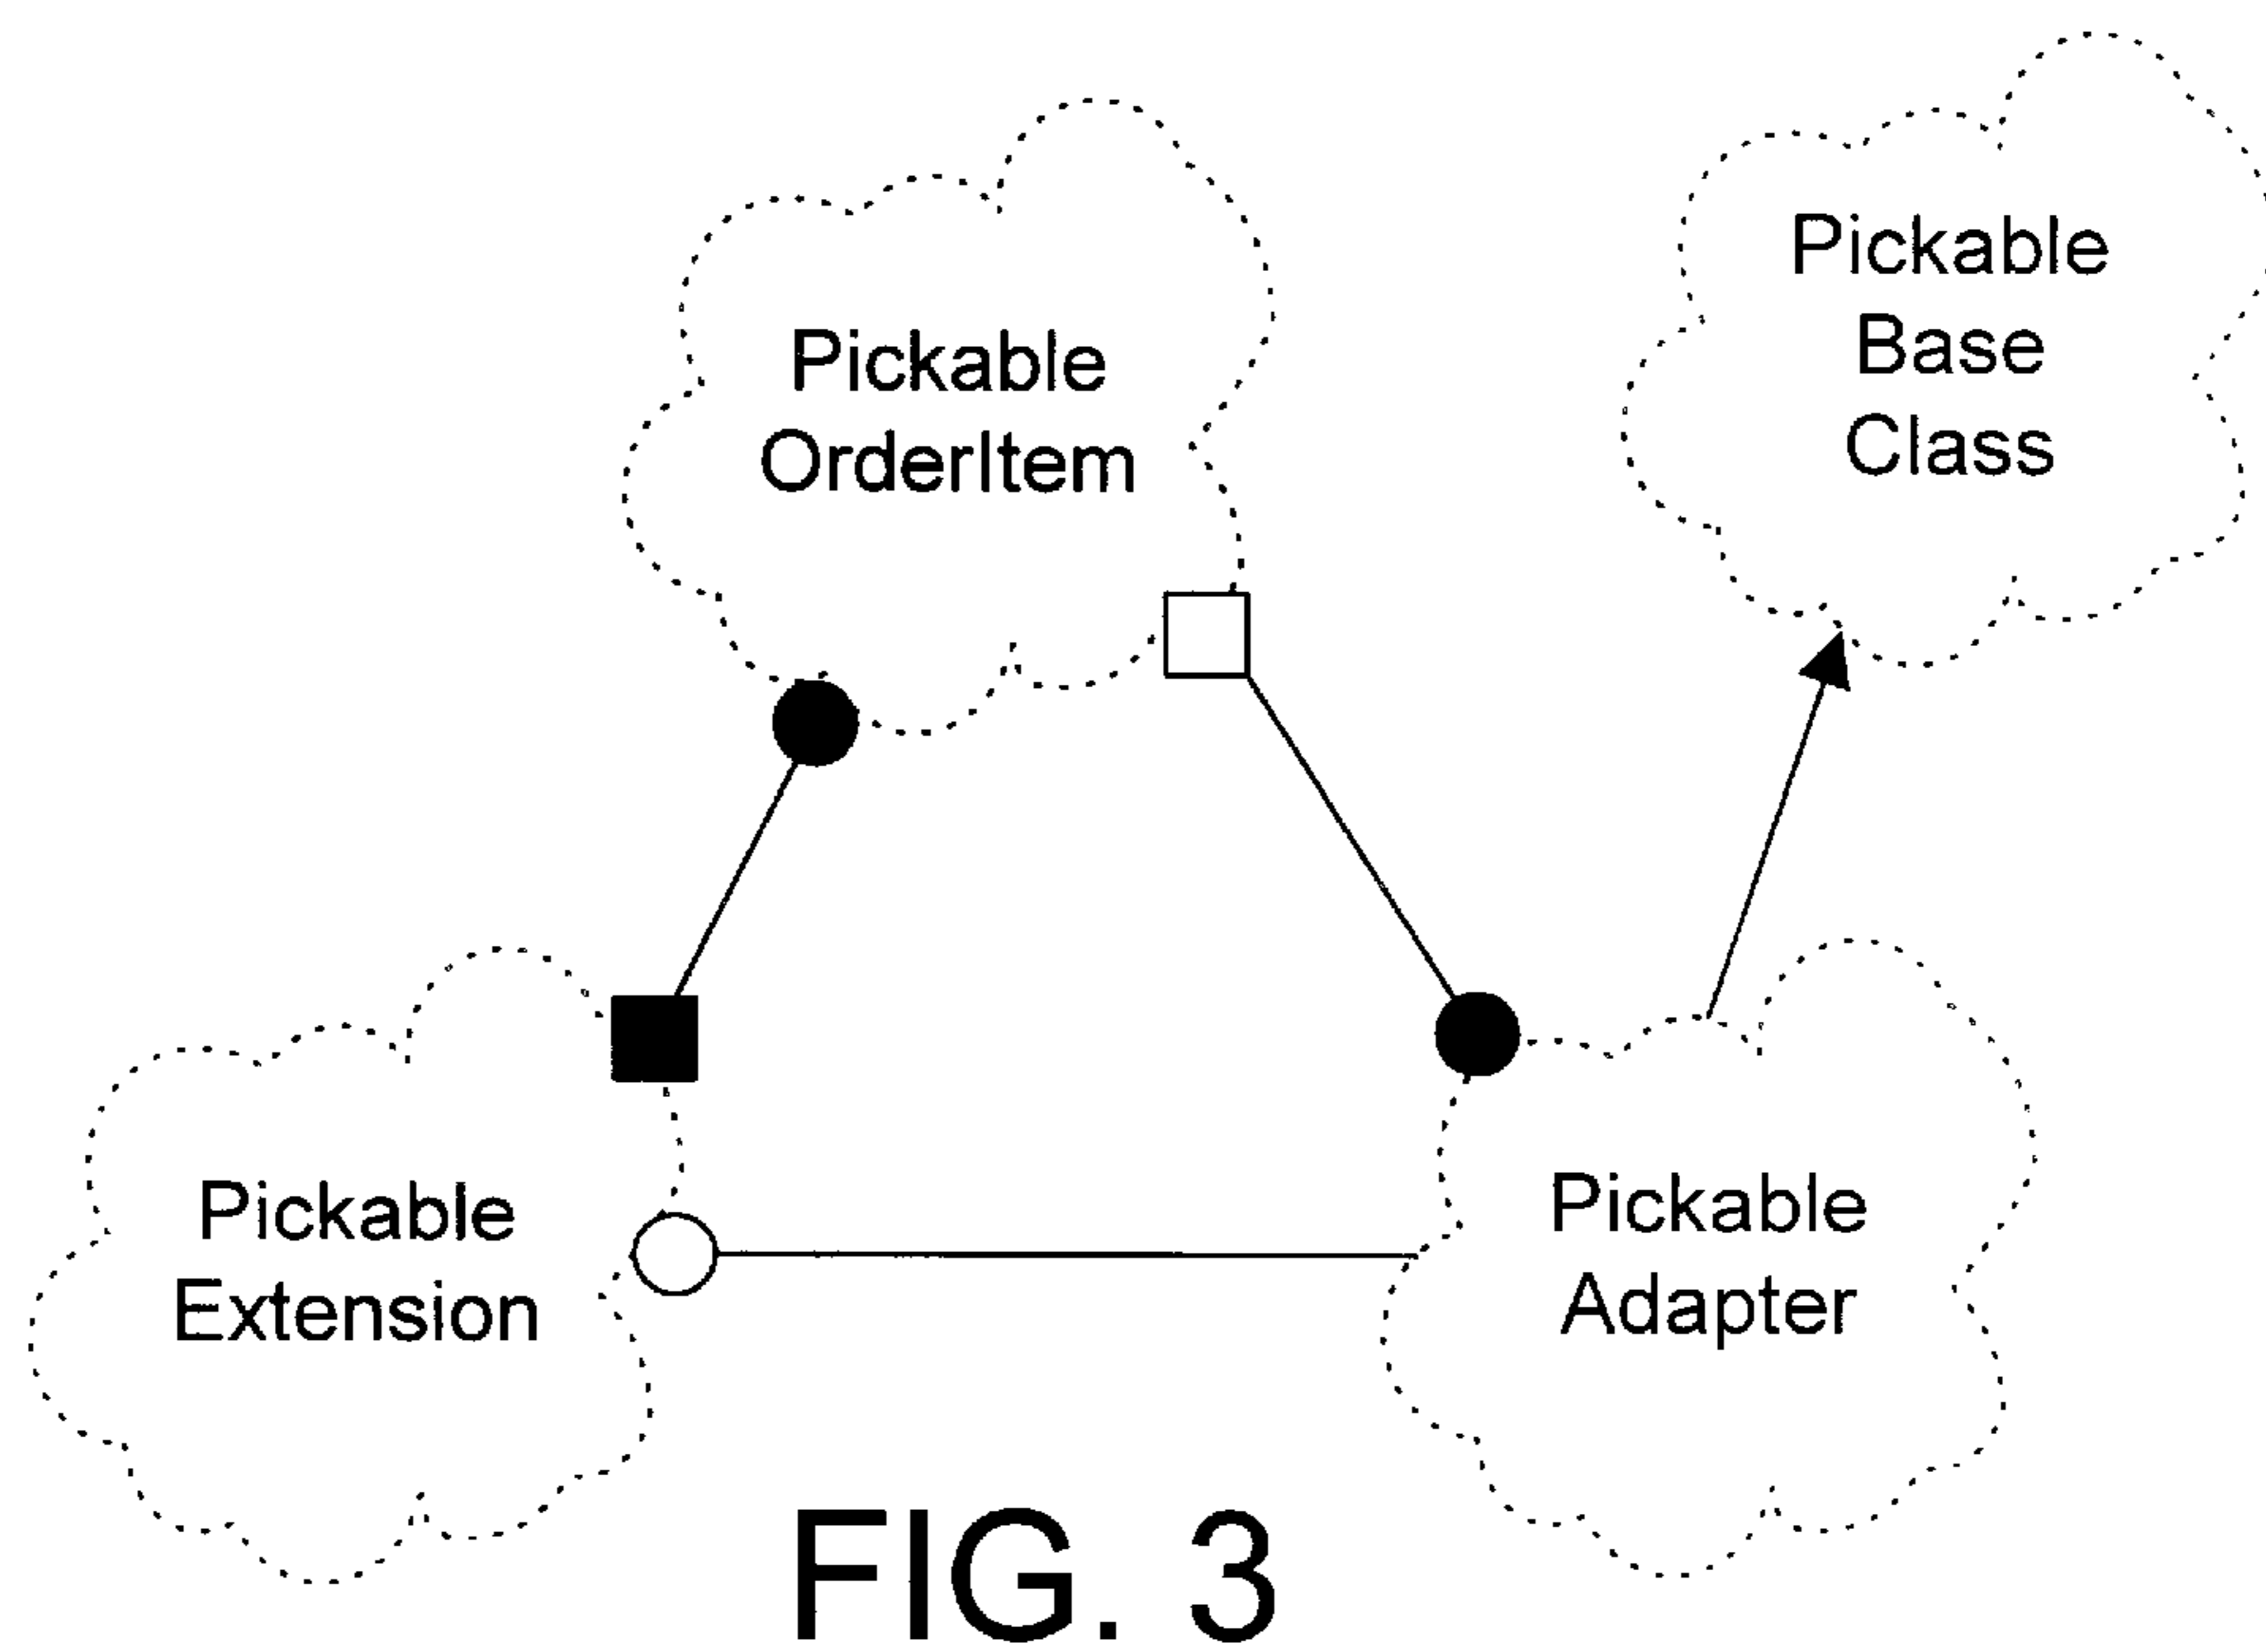 Pickable
OrderItem
Pickable
Base
Class
Pickable
Extension
Pickable
Adapter
FIG. 3